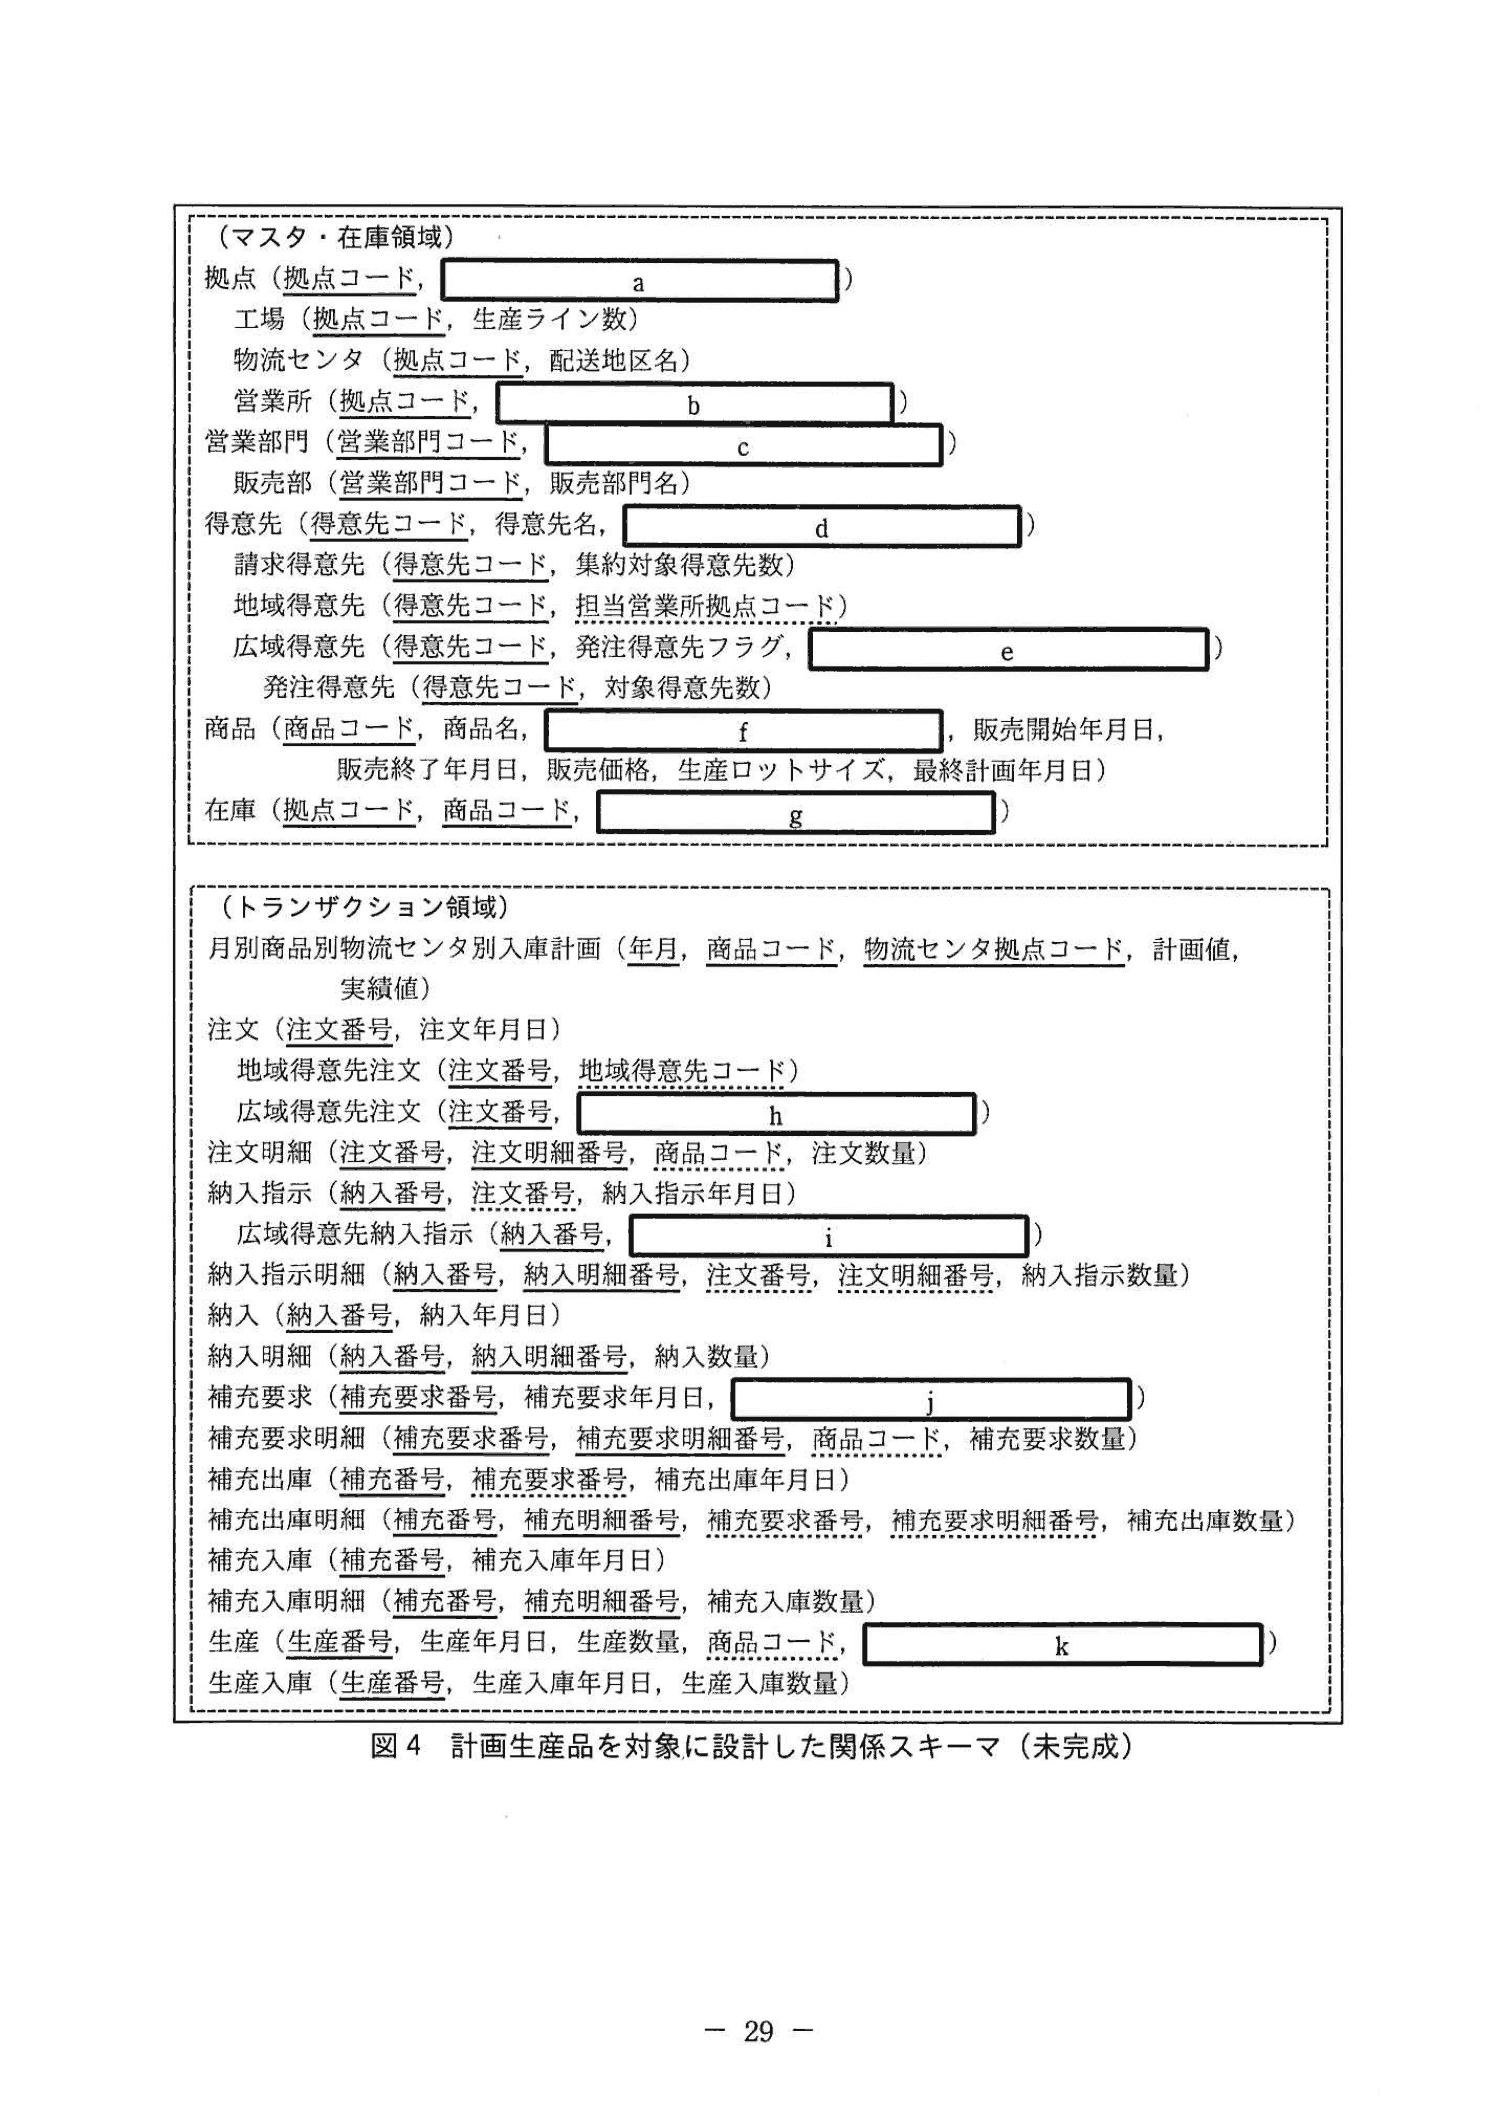 （マスタ・在庫領域）
拠点（拠点コード, a ）
工場（拠点コード, 生産ライン数）
物流センタ（拠点コード, 配送地区名）
営業所（拠点コード, b ）
営業部門（営業部門コード, c ）
販売部（営業部門コード, 販売部門名）
得意先（得意先コード, 得意先名, d ）
請求得意先（得意先コード, 集約対象得意先数）
地域得意先（得意先コード, 担当営業所拠点コード）
広域得意先（得意先コード, 発注得意先フラグ, e ）
発注得意先（得意先コード, 対象得意先数）
商品（商品コード, 商品名, f , 販売開始年月日,
販売終了年月日, 販売価格, 生産ロットサイズ, 最終計画年月日）
在庫（拠点コード, 商品コード, g ）
（トランザクション領域）
月別商品別物流センタ別入庫計画（年月, 商品コード, 物流センタ拠点コード, 計画値,
実績値）
注文（注文番号, 注文年月日）
地域得意先注文（注文番号, 地域得意先コード）
広域得意先注文（注文番号, h ）
注文明細（注文番号, 注文明細番号, 商品コード, 注文数量）
納入指示（納入番号, 注文番号, 納入指示年月日）
広域得意先納入指示（納入番号, i ）
納入指示明細（納入番号, 納入明細番号, 注文番号, 注文明細番号, 納入指示数量）
納入（納入番号, 納入年月日）
納入明細（納入番号, 納入明細番号, 納入数量）
補充要求（補充要求番号, 補充要求年月日, j ）
補充要求明細（補充要求番号, 補充要求明細番号, 商品コード, 補充要求数量）
補充出庫（補充番号, 補充要求番号, 補充出庫年月日）
補充出庫明細（補充番号, 補充明細番号, 補充要求番号, 補充要求明細番号, 補充出庫数量）
補充入庫（補充番号, 補充入庫年月日）
補充入庫明細（補充番号, 補充明細番号, 補充入庫数量）
生産（生産番号, 生産年月日, 生産数量, 商品コード, k ）
生産入庫（生産番号, 生産入庫年月日, 生産入庫数量）
図4 計画生産品を対象に設計した関係スキーマ（未完成）
－ 29 －